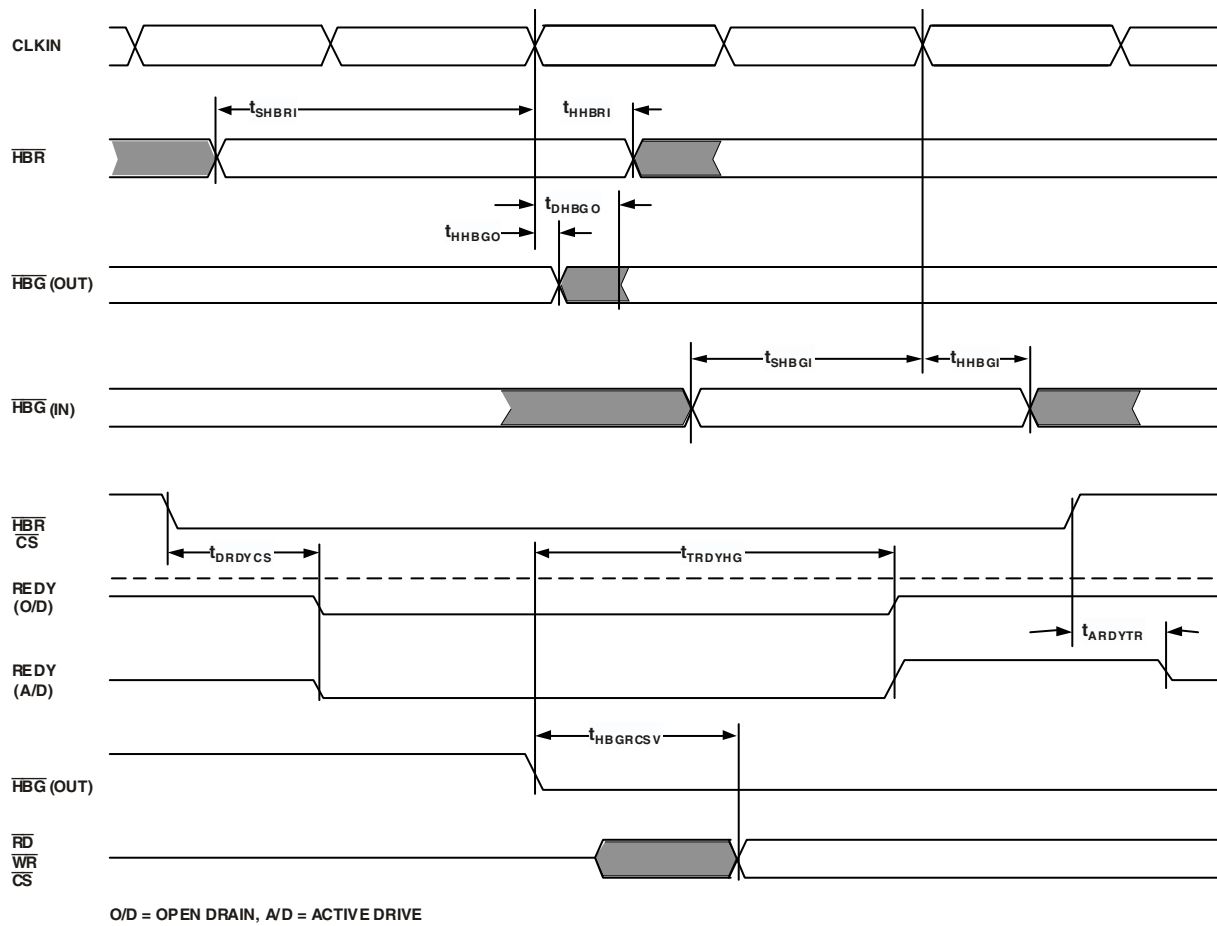 CLKIN
tSHBRI
tHHBRI
HBR
tDHBGO
tHHBGO
HBG (OUT)
tSHBGI
tHHBGI
HBG (IN)
HBR
CS
tDRDYCS
tTRDYHG
REDY
(O/D)
tARDYTR
REDY
(A/D)
tHBGRCSV
HBG (OUT)
RD
WR
CS
O/D = OPEN DRAIN, A/D = ACTIVE DRIVE